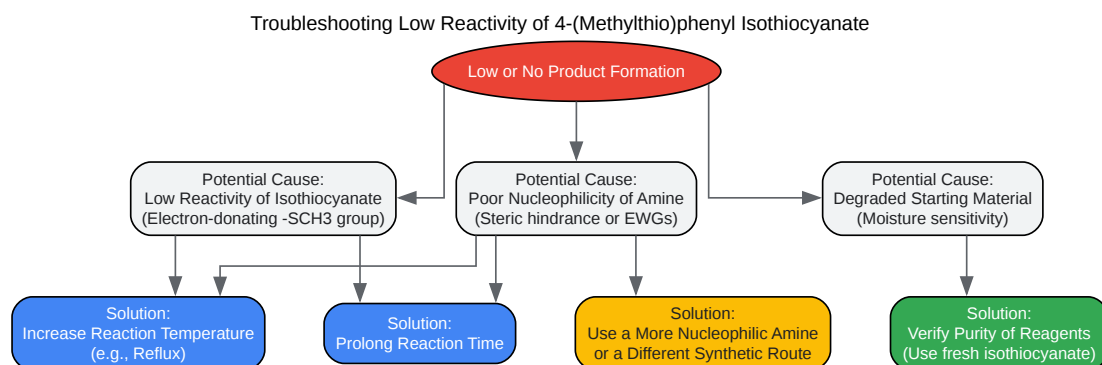 Troubleshooting Low Reactivity of 4-(Methylthio)phenyl Isothiocyanate
Low or No Product Formation
Potential Cause:
Low Reactivity of Isothiocyanate
(Electron-donating -SCH3 group)
Potential Cause:
Poor Nucleophilicity of Amine
(Steric hindrance or EWGs)
Potential Cause:
Degraded Starting Material
(Moisture sensitivity)
Solution:
Increase Reaction Temperature
(e.g., Reflux)
Solution:
Prolong Reaction Time
Solution:
Use a More Nucleophilic Amine
or a Different Synthetic Route
Solution:
Verify Purity of Reagents
(Use fresh isothiocyanate)